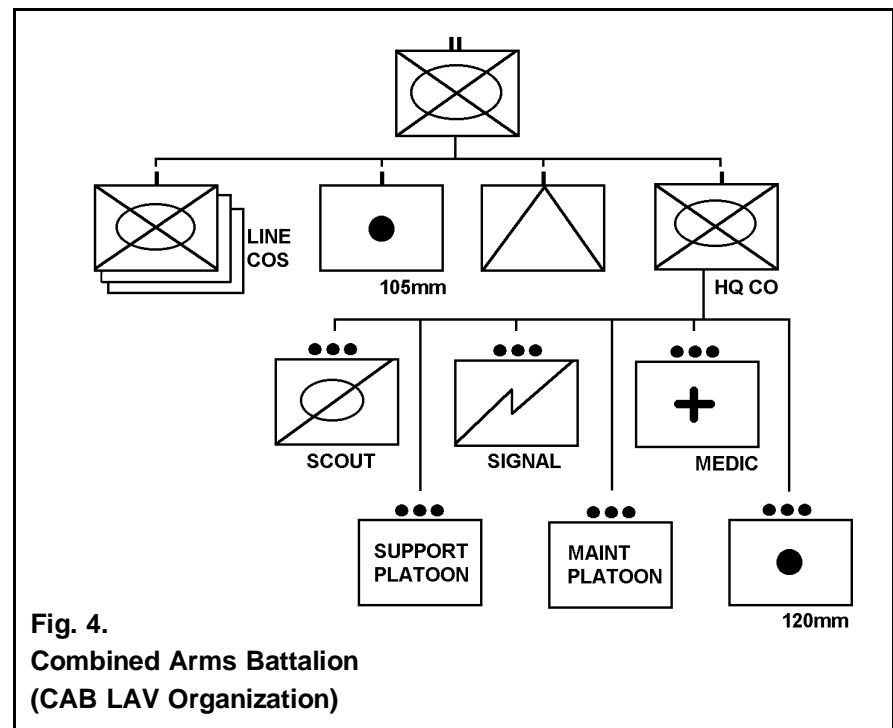 LINE
COS
105mm
HQ CO
SCOUT
SIGNAL
MEDIC
SUPPORT
PLATOON
MAINT
PLATOON
120mm
Fig. 4.
Combined Arms Battalion
(CAB LAV Organization)